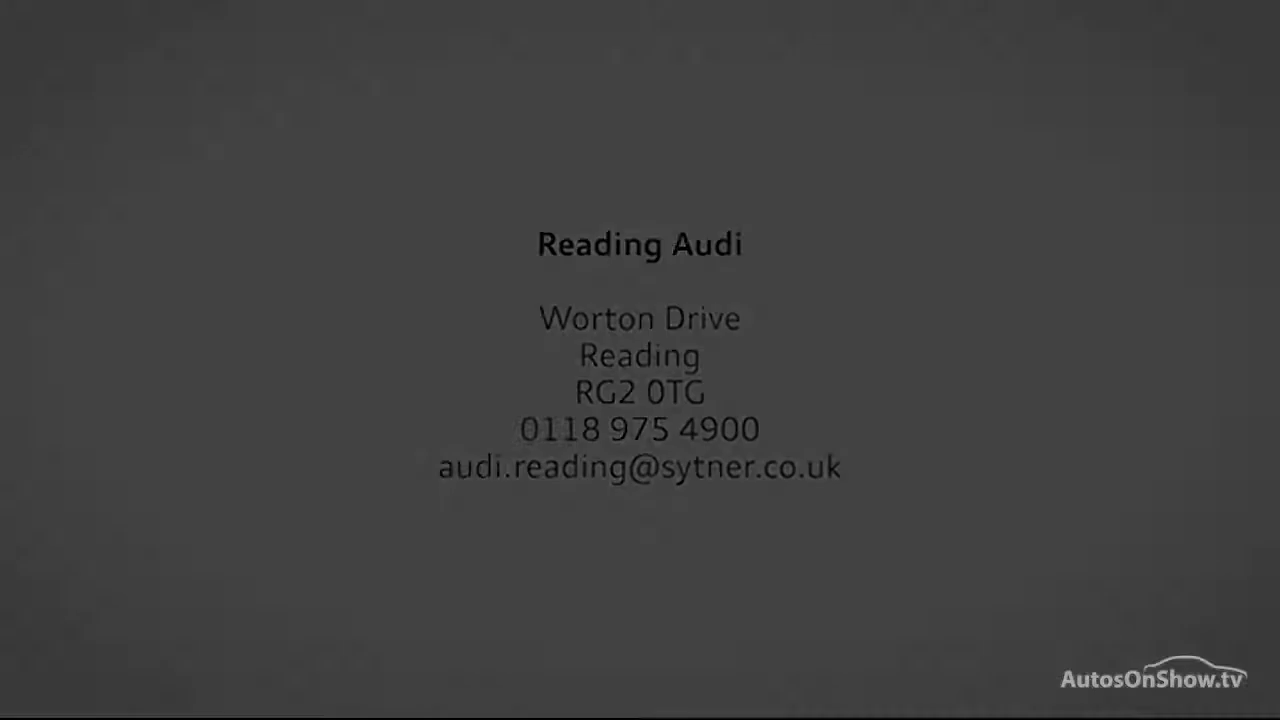 Reading Audi
Worton Drive
Reading
RG2 0TG
0118 975 4900
audi.reading@sytner.co.uk
AutosOnShow.tv